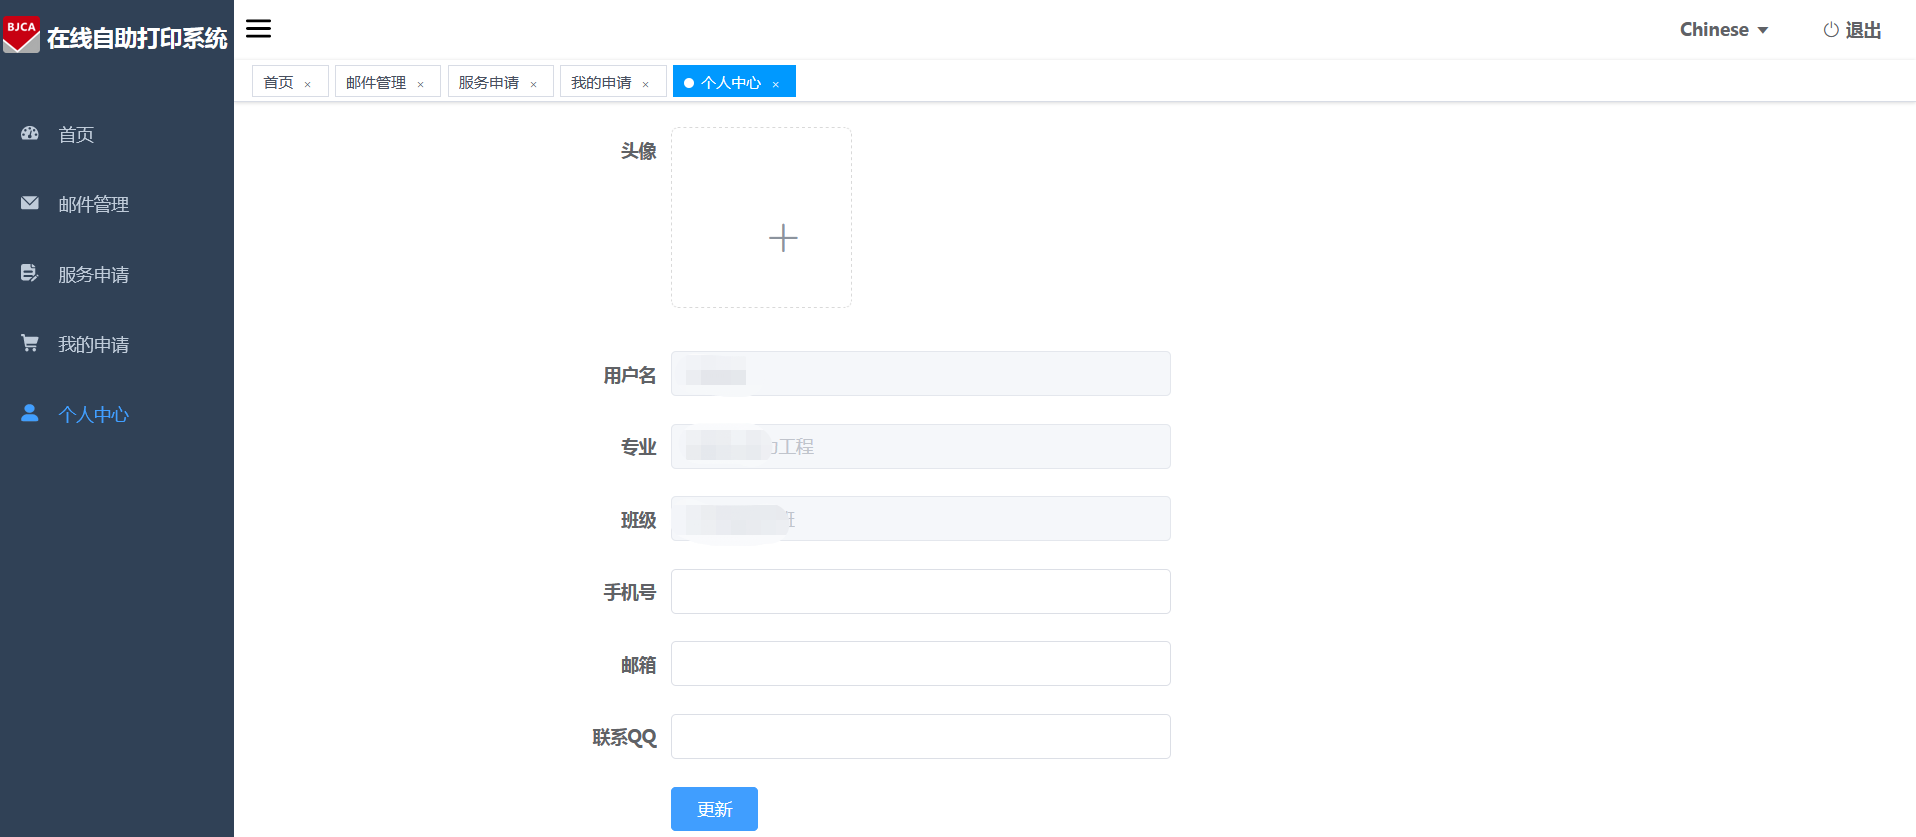 BJCA 在线自助打印系统
Chinese 退出
首页 × 邮件管理 × 服务申请 × 我的申请 × 个人中心 ×
首页
邮件管理
服务申请
我的申请
个人中心
头像
用户名
专业 工程
班级
手机号
邮箱
联系QQ
更新